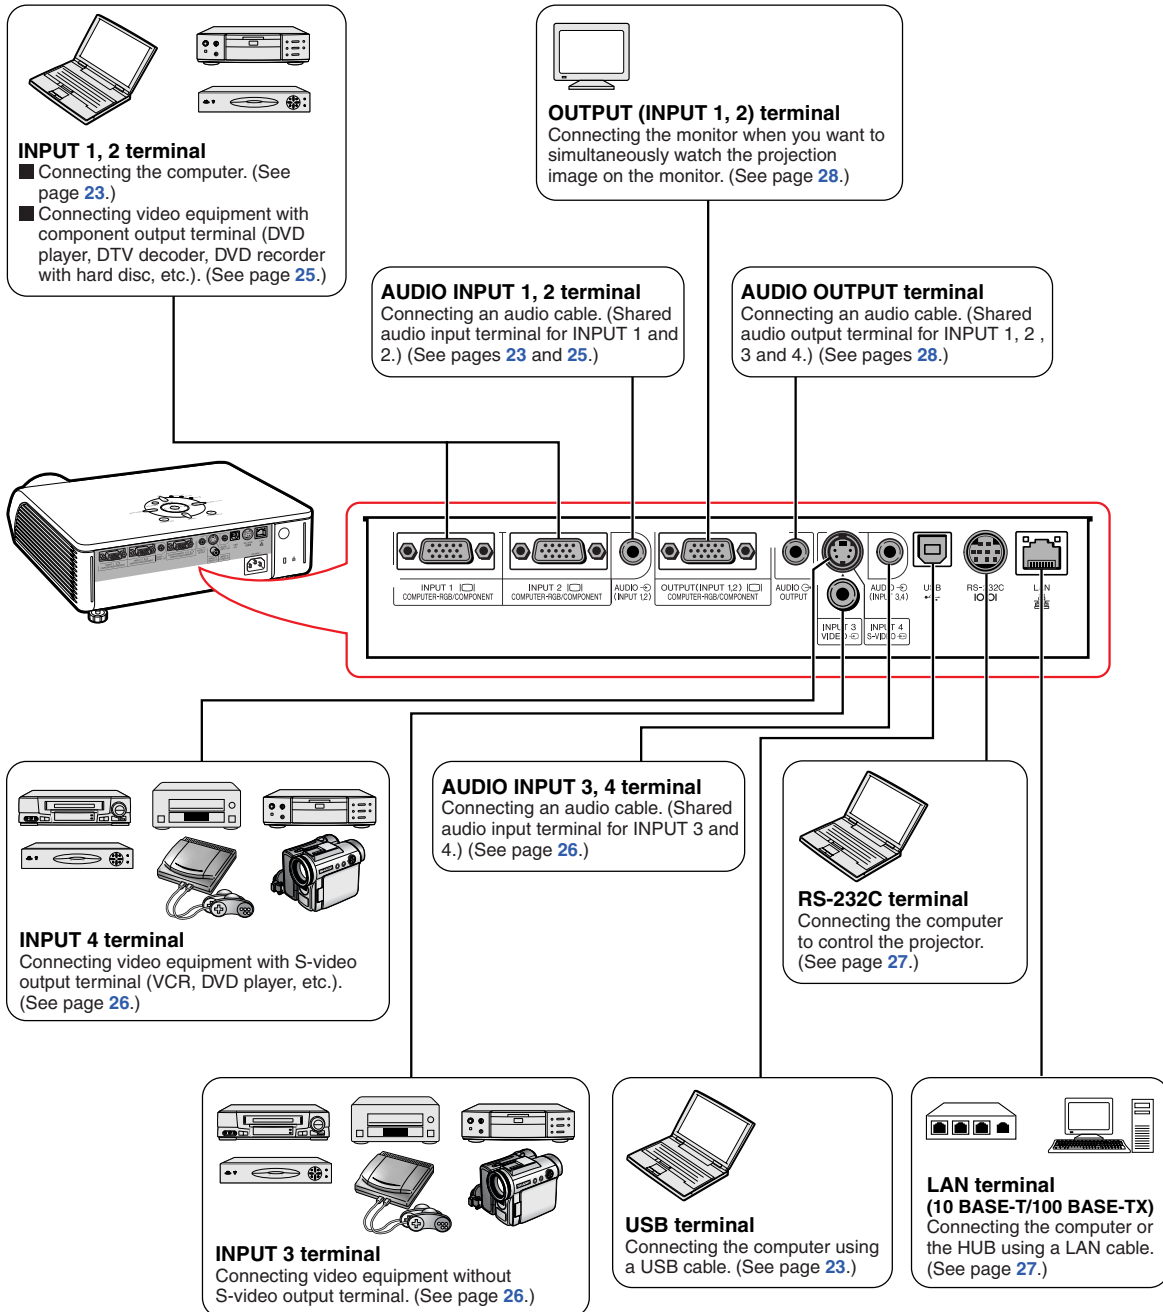 INPUT 1, 2 terminal
■ Connecting the computer. (See
page 23.)
■ Connecting video equipment with
component output terminal (DVD
player, DTV decoder, DVD recorder
with hard disc, etc.). (See page 25.)
OUTPUT (INPUT 1, 2) terminal
Connecting the monitor when you want to
simultaneously watch the projection
image on the monitor. (See page 28.)
AUDIO INPUT 1, 2 terminal
Connecting an audio cable. (Shared
audio input terminal for INPUT 1 and
2.) (See pages 23 and 25.)
AUDIO OUTPUT terminal
Connecting an audio cable. (Shared
audio output terminal for INPUT 1, 2 ,
3 and 4.) (See pages 28.)
INPUT 1
COMPUTER-RGB/COMPONENT
INPUT 2
COMPUTER-RGB/COMPONENT
AUDIO
(INPUT 1,2)
OUTPUT(INPUT 1,2)
COMPUTER-RGB/COMPONENT
AUDIO
OUTPUT
INPUT 3
VIDEO
AUDIO
(INPUT 3,4)
INPUT 4
S-VIDEO
USB
RS-232C
LAN
INPUT 4 terminal
Connecting video equipment with S-video
output terminal (VCR, DVD player, etc.).
(See page 26.)
AUDIO INPUT 3, 4 terminal
Connecting an audio cable. (Shared
audio input terminal for INPUT 3 and
4.) (See page 26.)
RS-232C terminal
Connecting the computer
to control the projector.
(See page 27.)
INPUT 3 terminal
Connecting video equipment without
S-video output terminal. (See page 26.)
USB terminal
Connecting the computer using
a USB cable. (See page 23.)
LAN terminal
(10 BASE-T/100 BASE-TX)
Connecting the computer or
the HUB using a LAN cable.
(See page 27.)